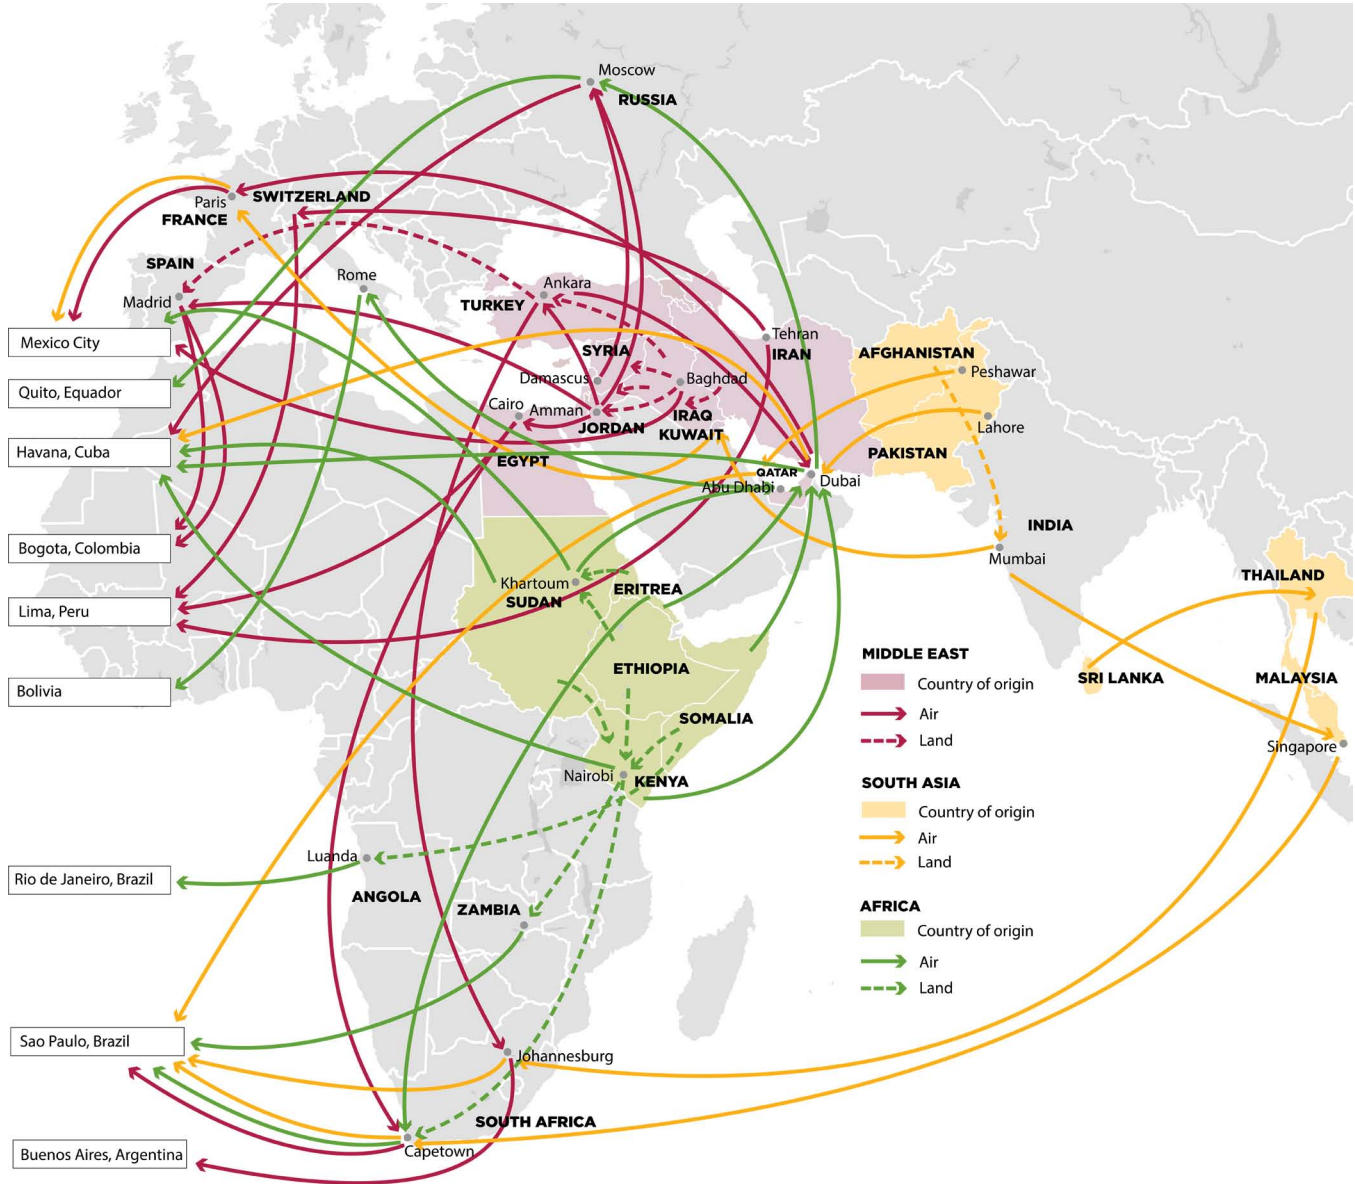 Moscow
RUSSIA
Paris
FRANCE
SWITZERLAND
SPAIN
Madrid
Rome
Ankara
TURKEY
Mexico City
Quito, Equador
Havana, Cuba
Bogota, Colombia
Lima, Peru
Bolivia
Rio de Janeiro, Brazil
Sao Paulo, Brazil
Buenos Aires, Argentina
Tehran
IRAN
SYRIA
Damascus
Baghdad
Cairo
Amman
JORDAN
IRAQ
KUWAIT
EGYPT
QATAR
Abu Dhabi
Dubai
AFGHANISTAN
Peshawar
Lahore
PAKISTAN
INDIA
Mumbai
THAILAND
SRI LANKA
MALAYSIA
Singapore
Khartoum
SUDAN
ERITREA
ETHIOPIA
SOMALIA
Nairobi
KENYA
Luanda
ANGOLA
ZAMBIA
Johannesburg
SOUTH AFRICA
Capetown
MIDDLE EAST
Country of origin
Air
Land
SOUTH ASIA
Country of origin
Air
Land
AFRICA
Country of origin
Air
Land